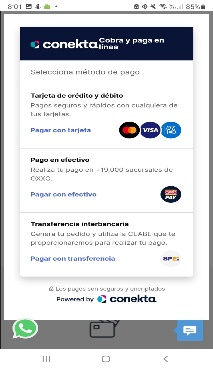 8:01
85%
conekta Cobra y paga en
línea
Selecciona método de pago
Tarjeta de crédito y débito
Pagos seguros y rápidos con cualquiera de
tus tarjetas.
Pagar con tarjeta
VISA
Pago en efectivo
Realiza tu pago en +19,000 sucursales de
OXXO.
Pagar con efectivo
PAY
Transferencia interbancaria
Genera tu pedido y utiliza la CLABE que te
proporcionaremos para realizar tu pago.
Pagar con transferencia
SPEI
Los pagos son seguros y encriptados
Powered by conekta